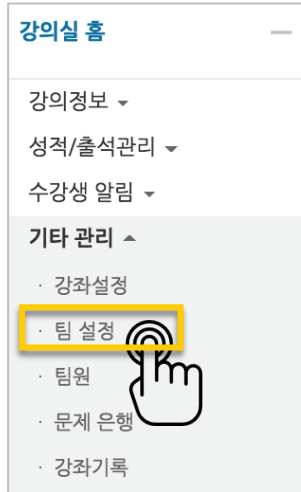 강의실 홈
강의정보
성적/출석관리
수강생 알림
기타 관리
· 강좌설정
· 팀 설정
· 팀원
· 문제 은행
· 강좌기록